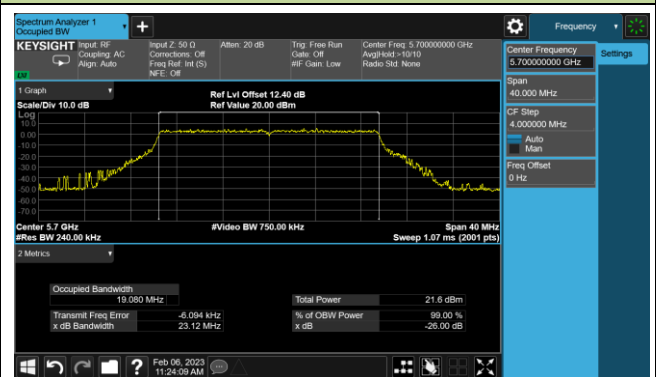 Spectrum Analyzer 1
Occupied BW
Frequency
KEYSIGHT
Input: RF
Coupling: AC
Align: Auto
Input Z: 50 Ω
Corrections: Off
Freq Ref: Int (S)
NFE: Off
Atten: 20 dB
Trig: Free Run
Gate: Off
#IF Gain: Low
Center Freq: 5.700000000 GHz
Avg|Hold:>10/10
Radio Std: None
LXI
Center Frequency
5.700000000 GHz
Settings
Span
40.000 MHz
CF Step
4.000000 MHz
Auto
Man
Freq Offset
0 Hz
1 Graph
Scale/Div 10.0 dB
Ref Lvl Offset 12.40 dB
Ref Value 20.00 dBm
Log
10.0
0.00
-10.0
-20.0
-30.0
-40.0
-50.0
-60.0
-70.0
Center 5.7 GHz
#Res BW 240.00 kHz
#Video BW 750.00 kHz
Span 40 MHz
Sweep 1.07 ms (2001 pts)
2 Metrics
Occupied Bandwidth
19.080 MHz
Total Power 21.6 dBm
Transmit Freq Error -6.094 kHz
% of OBW Power 99.00 %
x dB Bandwidth 23.12 MHz
x dB -26.00 dB
?
Feb 06, 2023
11:24:09 AM